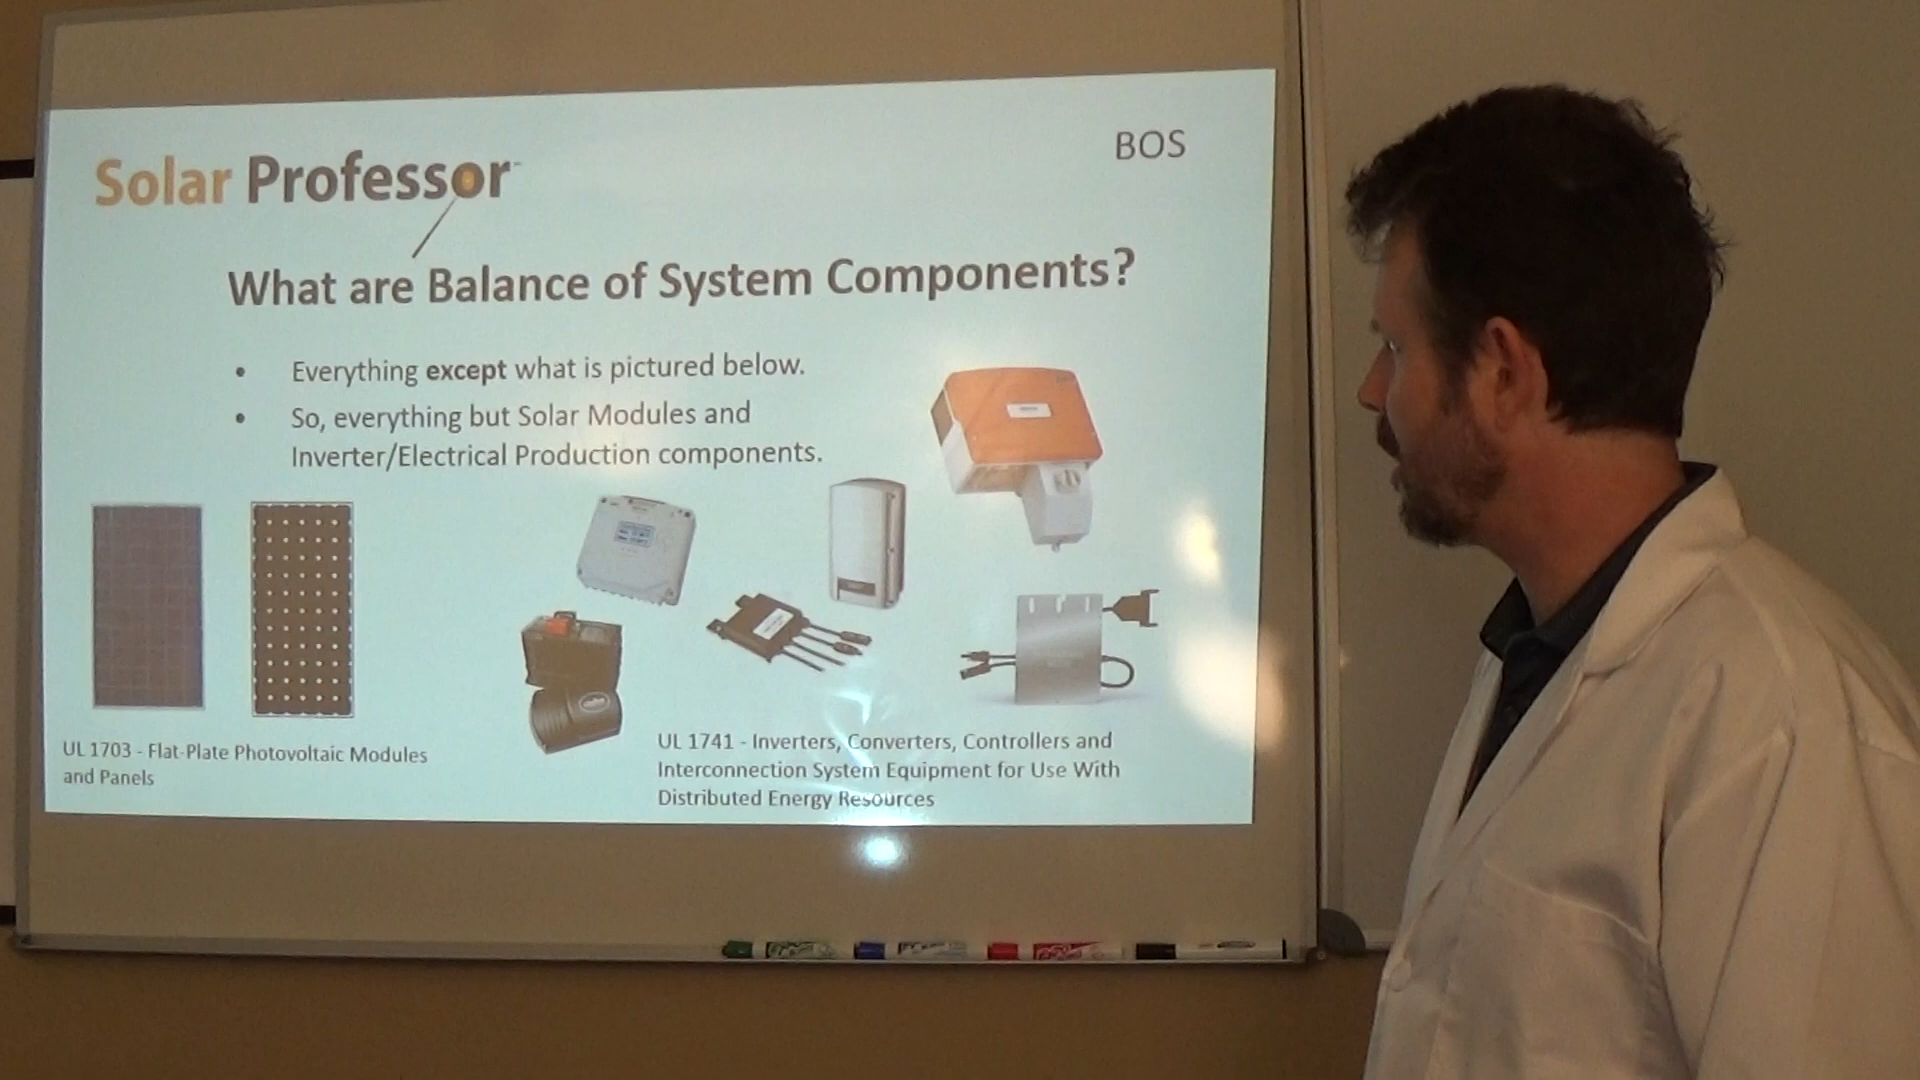 BOS
Solar Professor
What are Balance of System Components?
• Everything except what is pictured below.
• So, everything but Solar Modules and
Inverter/Electrical Production components.
UL 1703 - Flat-Plate Photovoltaic Modules
and Panels
UL 1741 - Inverters, Converters, Controllers and
Interconnection System Equipment for Use With
Distributed Energy Resources